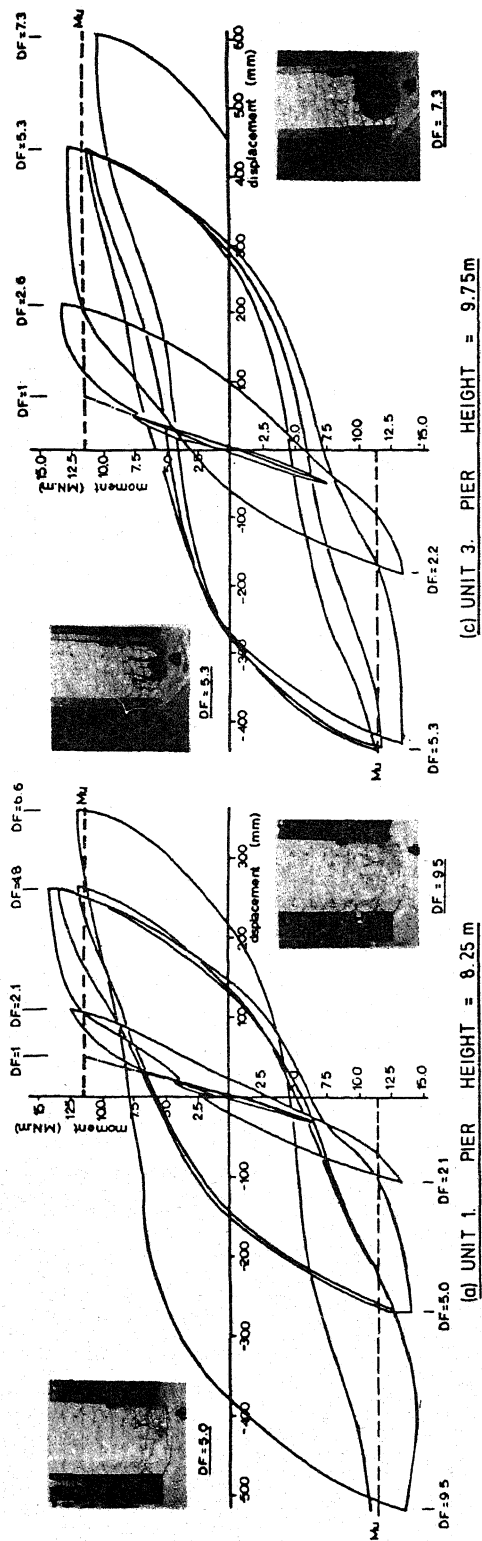 15
12.5
10.0
7.5
5.0
2.5
moment (MN.m)
DF=1
DF=2.1
DF=4.8
DF=6.6
Mu
-500
-400
-300
-200
-100
100
200
300
displacement (mm)
2.5
5.0
7.5
10.0
12.5
15.0
Mu
DF=9.5
DF=5.0
DF=2.1
DF=5.0
DF=9.5
(a) UNIT 1. PIER HEIGHT = 8.25 m
15.0
12.5
10.0
7.5
5.0
2.5
moment (MN.m)
DF=1
DF=2.6
DF=5.3
DF=7.3
Mu
-400
-300
-200
-100
100
200
300
400
500
600
displacement (mm)
-2.5
-5.0
-7.5
-10.0
-12.5
-15.0
Mu
DF=5.3
DF=2.2
DF = 5.3
DF = 7.3
(c) UNIT 3. PIER HEIGHT = 9.75m